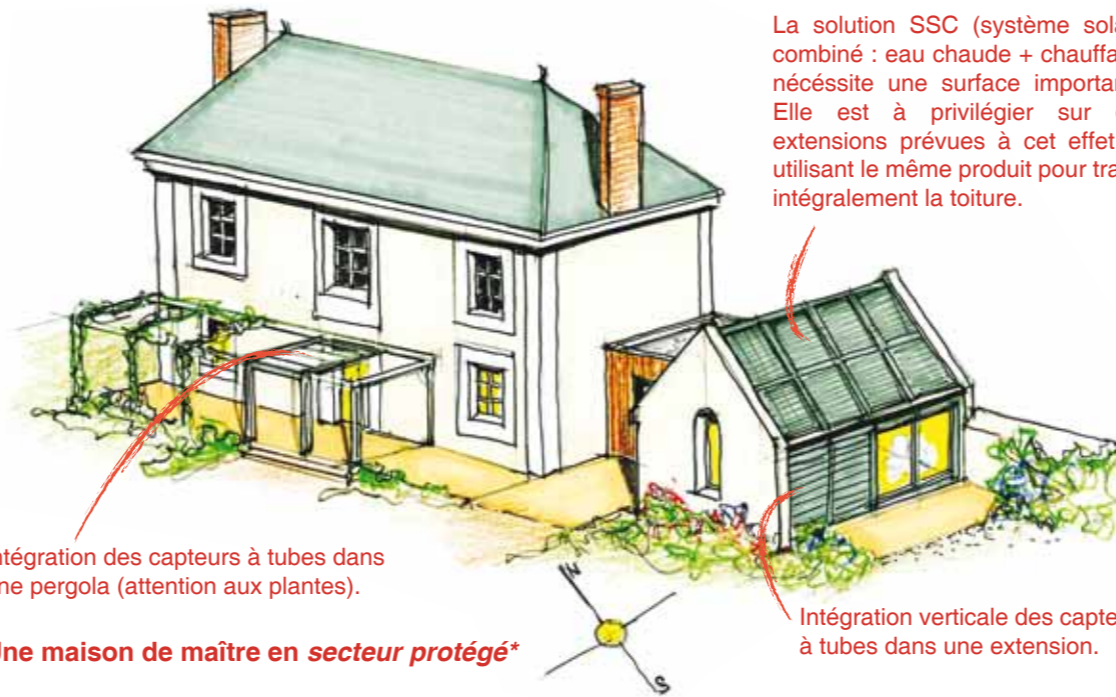 La solution SSC (système sola
combiné : eau chaude + chauffa
nécéssite une surface importan
Elle est à privilégier sur
extensions prévues à cet effet
utilisant le même produit pour tra
intégralement la toiture.
ntégration des capteurs à tubes dans
ne pergola (attention aux plantes).
Une maison de maître en secteur protégé*
N
S
Intégration verticale des capte
à tubes dans une extension.